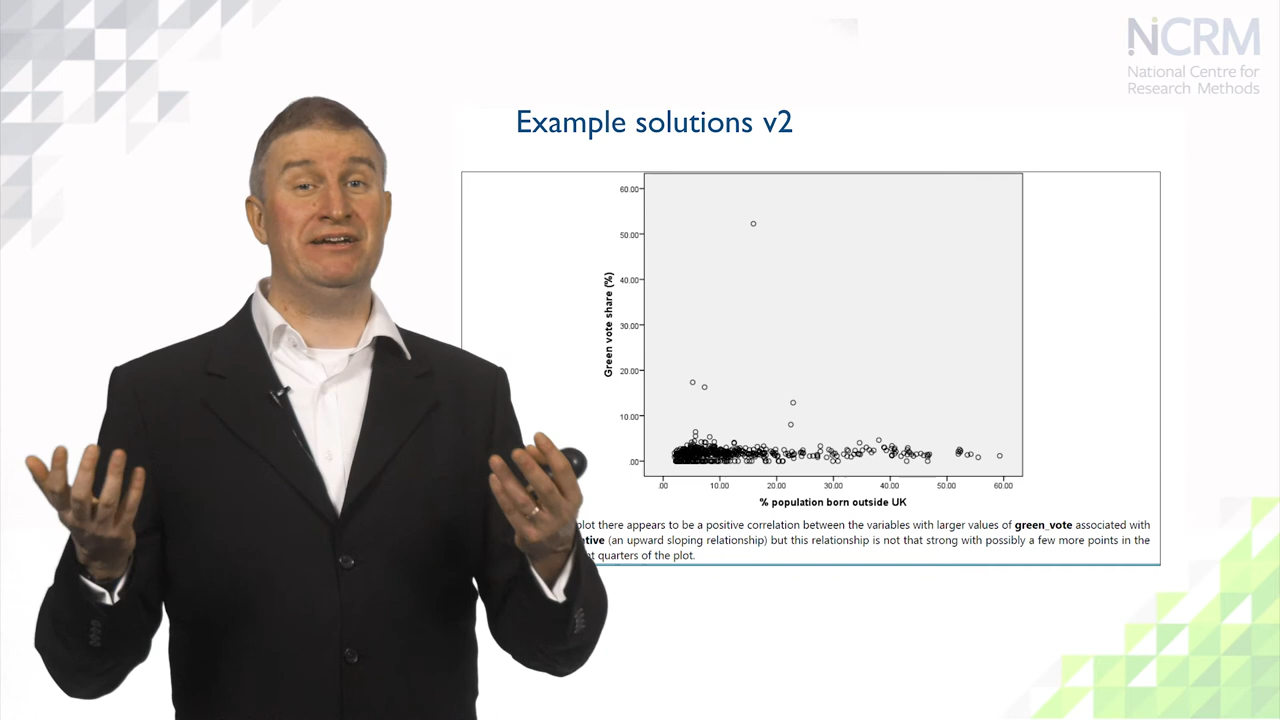 NCRM
National Centre for
Research Methods
Example solutions v2
60.00
50.00
40.00
30.00
20.00
10.00
.00
Green vote share (%)
.00 10.00 20.00 30.00 40.00 50.00 60.00
% population born outside UK
plot there appears to be a positive correlation between the variables with larger values of green_vote associated with
(an upward sloping relationship) but this relationship is not that strong with possibly a few more points in the
quarters of the plot.